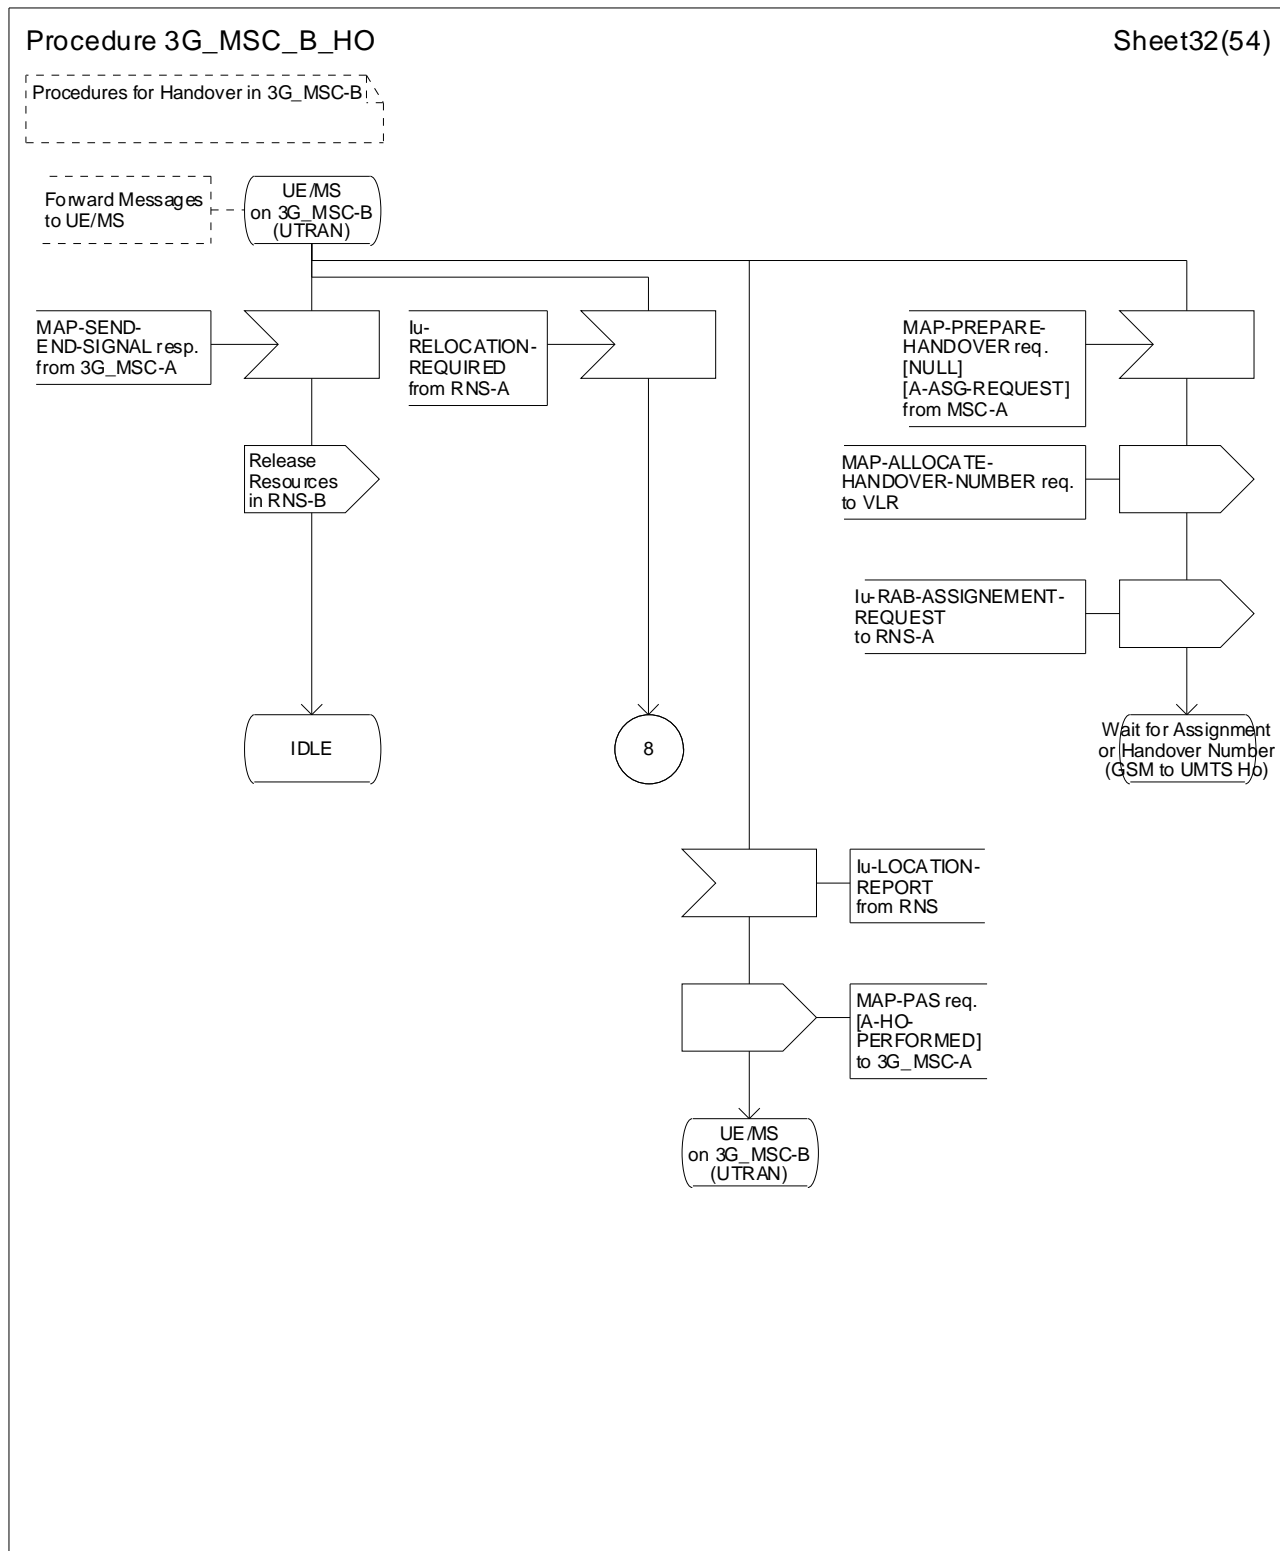 Procedure 3G_MSC_B_HO
Sheet32(54)
Procedures for Handover in 3G_MSC-B
Forward Messages
to UE/MS
UE/MS
on 3G_MSC-B
(UTRAN)
MAP-SEND-
END-SIGNAL resp.
from 3G_MSC-A
Iu-
RELOCATION-
REQUIRED
from RNS-A
MAP-PREPARE-
HANDOVER req.
[NULL]
[A-ASG-REQUEST]
from MSC-A
Release
Resources
in RNS-B
MAP-ALLOCATE-
HANDOVER-NUMBER req.
to VLR
Iu-RAB-ASSIGNEMENT-
REQUEST
to RNS-A
IDLE
8
Wait for Assignment
or Handover Number
(GSM to UMTS Ho)
Iu-LOCATION-
REPORT
from RNS
MAP-PAS req.
[A-HO-
PERFORMED]
to 3G_MSC-A
UE/MS
on 3G_MSC-B
(UTRAN)